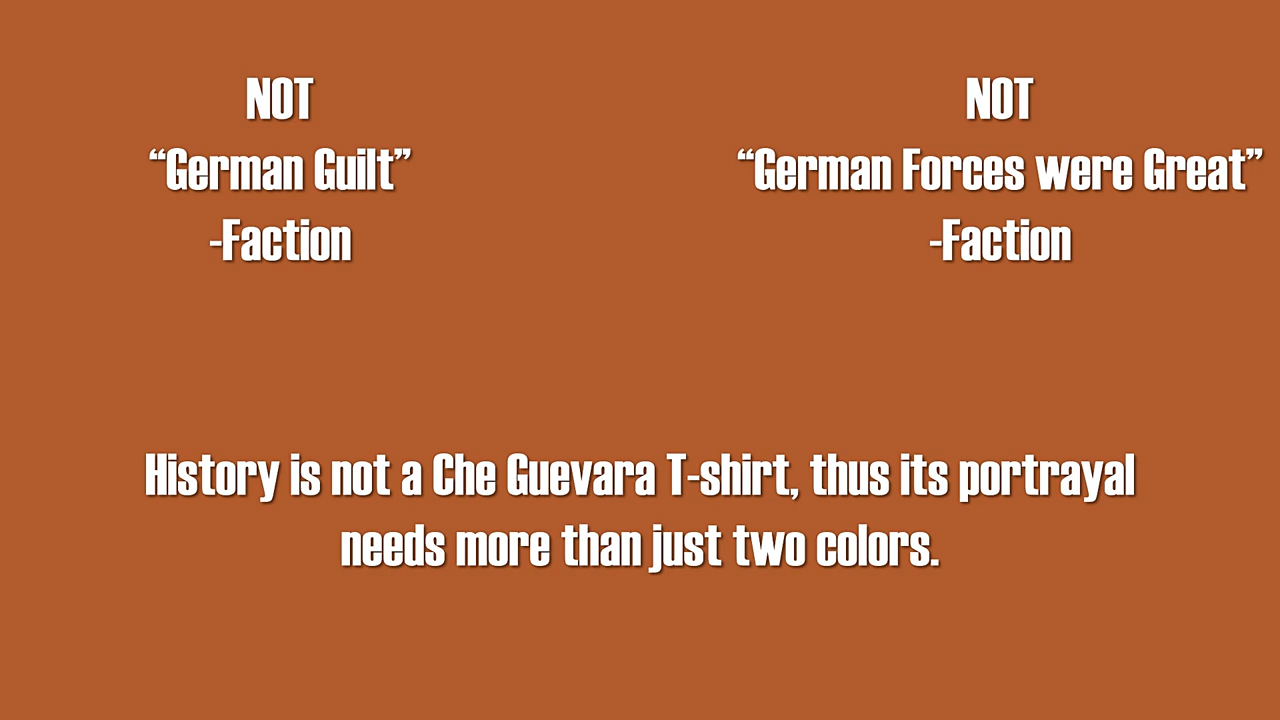 NOT
“German Guilt”
-Faction
NOT
“German Forces were Great”
-Faction
History is not a Che Guevara T-shirt, thus its portrayal
needs more than just two colors.